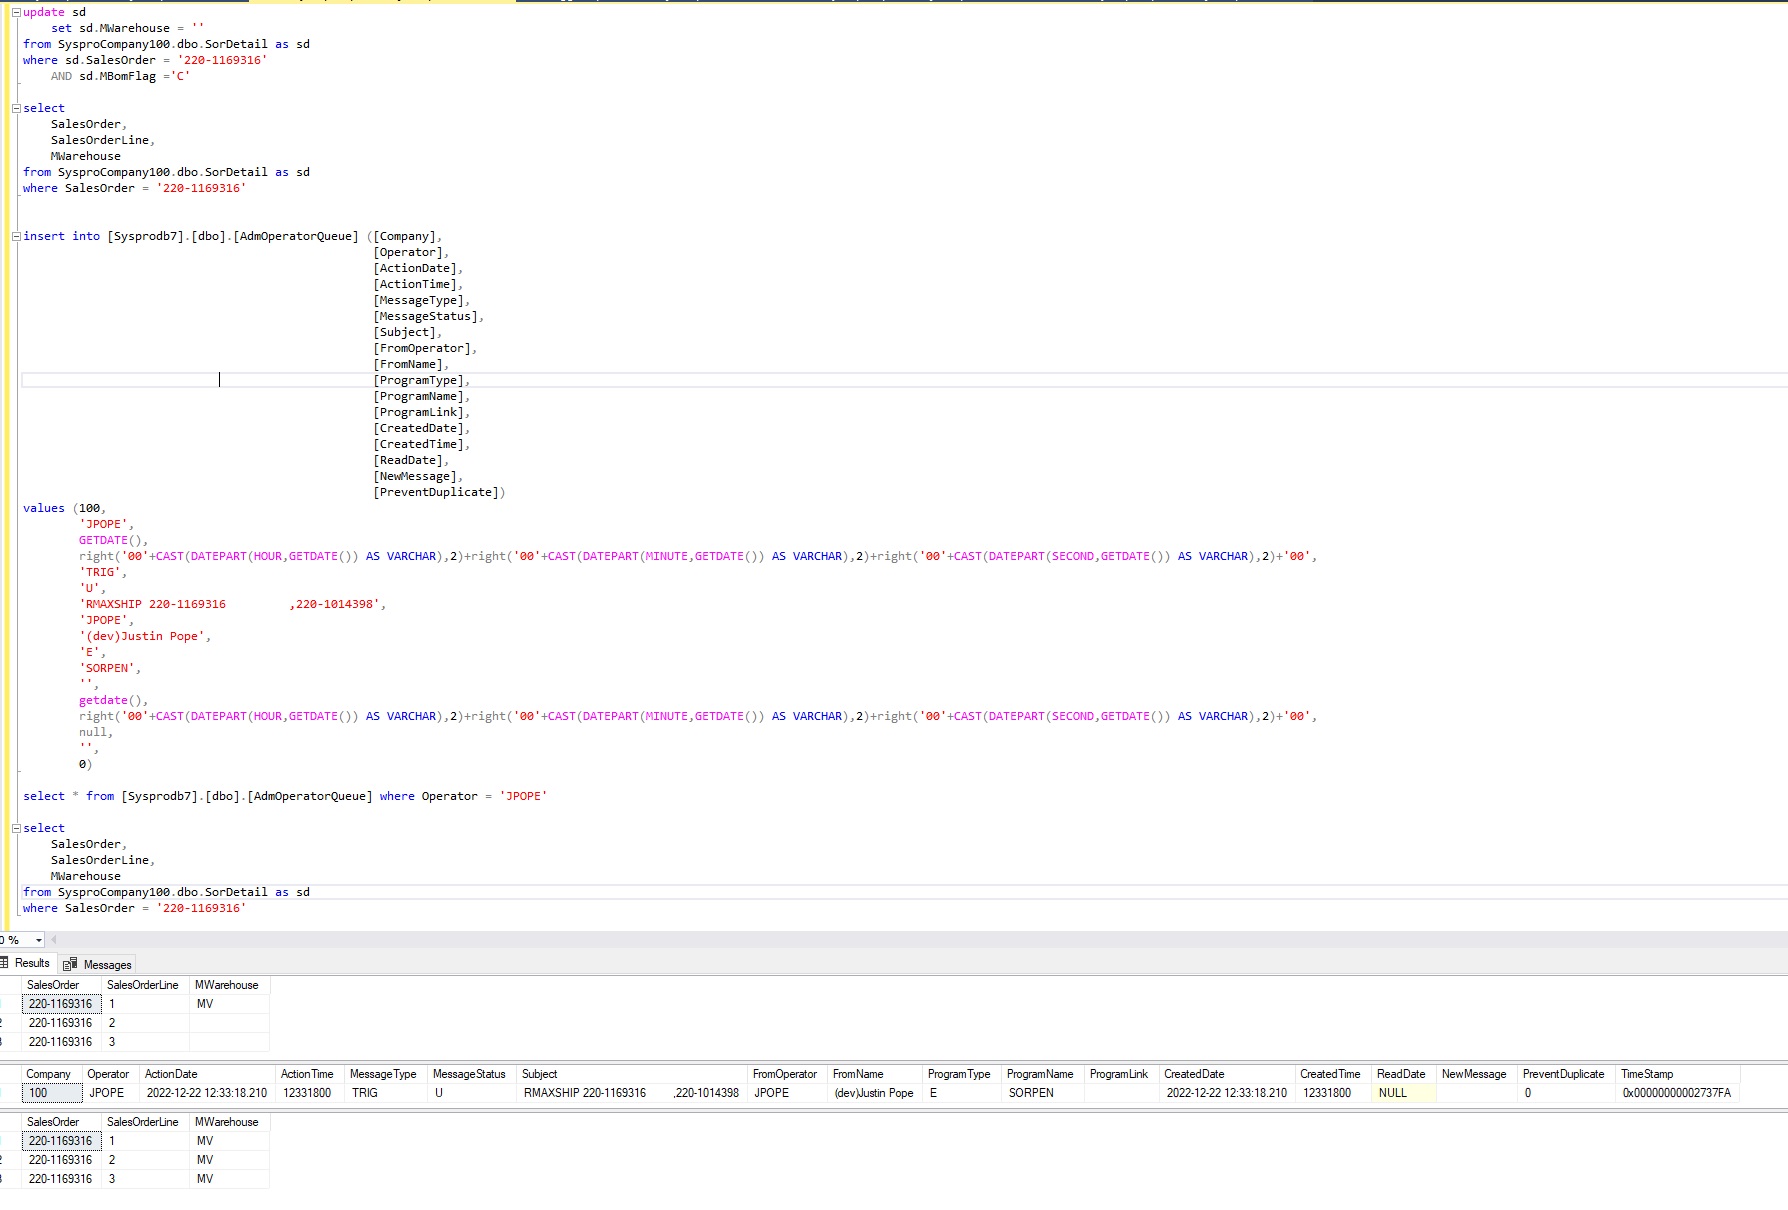 update sd
set sd.MWarehouse = ''
from SysproCompany100.dbo.SorDetail as sd
where sd.SalesOrder = '220-1169316'
AND sd.MBomFlag ='C'
select
SalesOrder,
SalesOrderLine,
MWarehouse
from SysproCompany100.dbo.SorDetail as sd
where SalesOrder = '220-1169316'
insert into [Sysprodb7].[dbo].[AdmOperatorQueue] ([Company],
[Operator],
[ActionDate],
[ActionTime],
[MessageType],
[MessageStatus],
[Subject],
[FromOperator],
[FromName],
[ProgramType],
[ProgramName],
[ProgramLink],
[CreatedDate],
[CreatedTime],
[ReadDate],
[NewMessage],
[PreventDuplicate])
values (100,
'JPOPE',
GETDATE(),
right('00'+CAST(DATEPART(HOUR,GETDATE()) AS VARCHAR),2)+right('00'+CAST(DATEPART(MINUTE,GETDATE()) AS VARCHAR),2)+right('00'+CAST(DATEPART(SECOND,GETDATE()) AS VARCHAR),2)+'00',
'TRIG',
'U',
'RMAXSHIP 220-1169316         ,220-1014398',
'JPOPE',
'(dev)Justin Pope',
'E',
'SORPEN',
'',
getdate(),
right('00'+CAST(DATEPART(HOUR,GETDATE()) AS VARCHAR),2)+right('00'+CAST(DATEPART(MINUTE,GETDATE()) AS VARCHAR),2)+right('00'+CAST(DATEPART(SECOND,GETDATE()) AS VARCHAR),2)+'00',
null,
'',
0)
select * from [Sysprodb7].[dbo].[AdmOperatorQueue] where Operator = 'JPOPE'
select
SalesOrder,
SalesOrderLine,
MWarehouse
from SysproCompany100.dbo.SorDetail as sd
where SalesOrder = '220-1169316'
0 %
Results Messages
SalesOrder SalesOrderLine MWarehouse
220-1169316 1 MV
2 220-1169316 2
3 220-1169316 3
Company Operator ActionDate ActionTime MessageType MessageStatus Subject FromOperator FromName ProgramType ProgramName ProgramLink CreatedDate CreatedTime ReadDate NewMessage PreventDuplicate TimeStamp
100 JPOPE 2022-12-22 12:33:18.210 12331800 TRIG U RMAXSHIP 220-1169316         ,220-1014398 JPOPE (dev)Justin Pope E SORPEN 2022-12-22 12:33:18.210 12331800 NULL 0 0x00000000002737FA
SalesOrder SalesOrderLine MWarehouse
220-1169316 1 MV
2 220-1169316 2 MV
3 220-1169316 3 MV